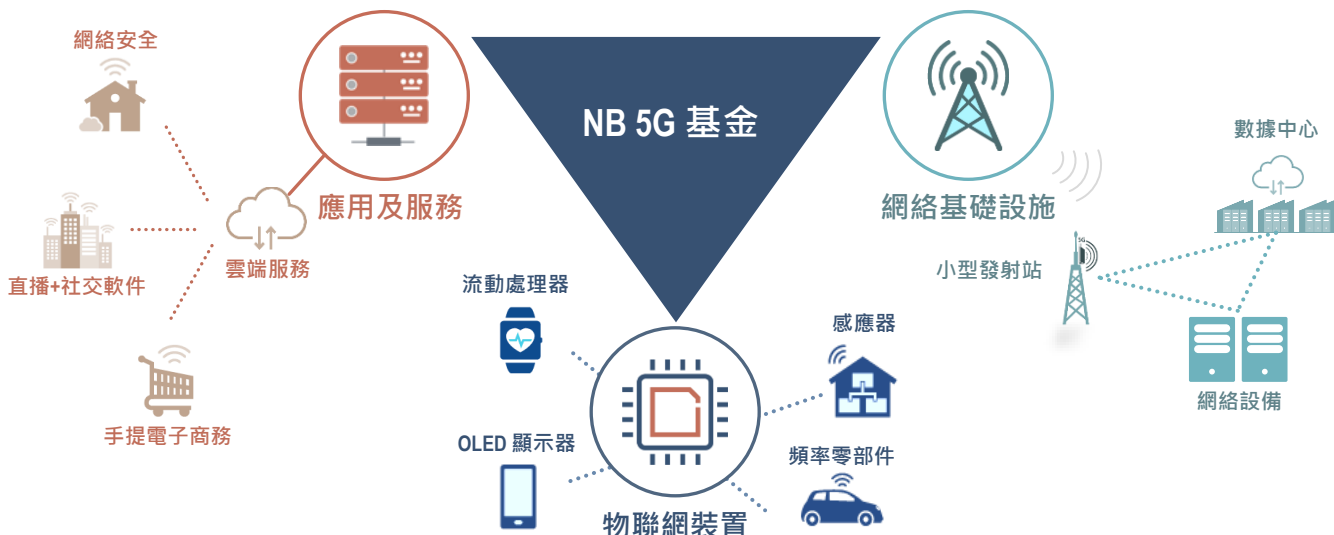 網絡安全
NB 5G 基金
數據中心
應用及服務
網絡基礎設施
雲端服務
直播+社交軟件
5G
小型發射站
流動處理器
感應器
網絡設備
手提電子商務
OLED 顯示器
頻率零部件
物聯網裝置